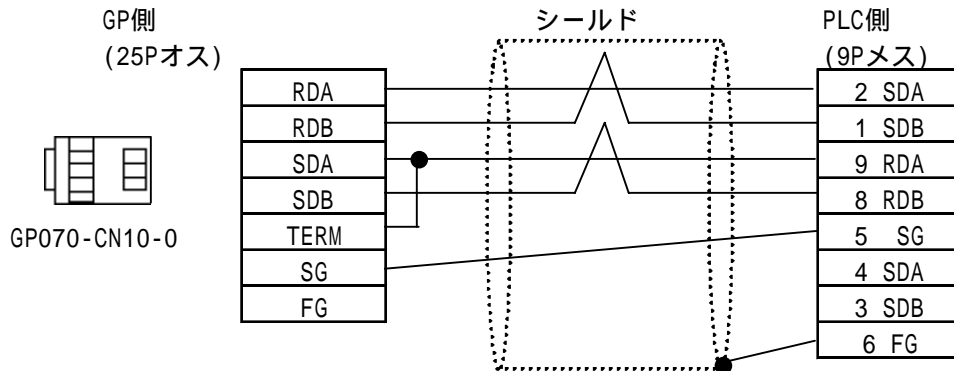 GP側 シールド PLC側
(25Pオス) (9Pメス)
RDA 2 SDA
RDB 1 SDB
SDA 9 RDA
SDB 8 RDB
TERM 5 SG
SG 4 SDA
FG 3 SDB
6 FG
GP070-CN10-0